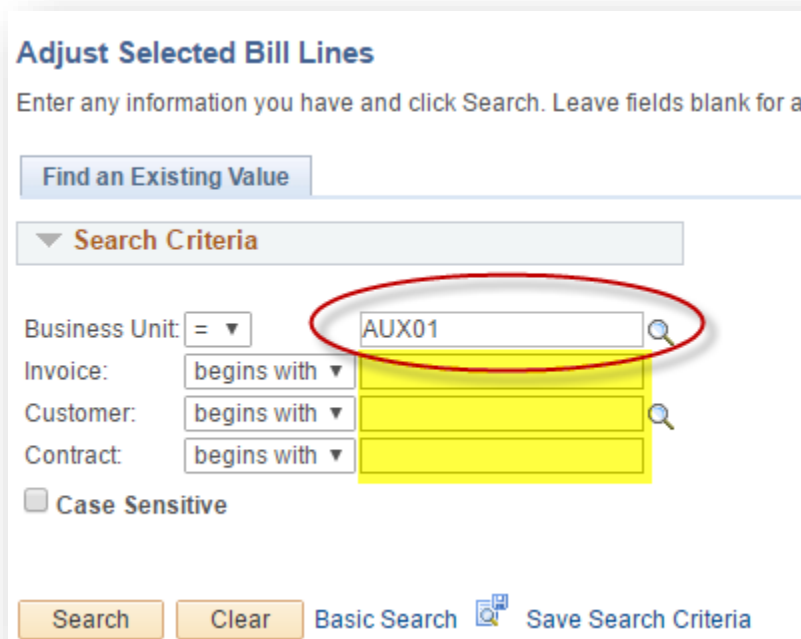 Adjust Selected Bill Lines
Enter any information you have and click Search. Leave fields blank for a
Find an Existing Value
Search Criteria
Business Unit: = AUX01
Invoice: begins with
Customer: begins with
Contract: begins with
Case Sensitive
Search Clear Basic Search Save Search Criteria